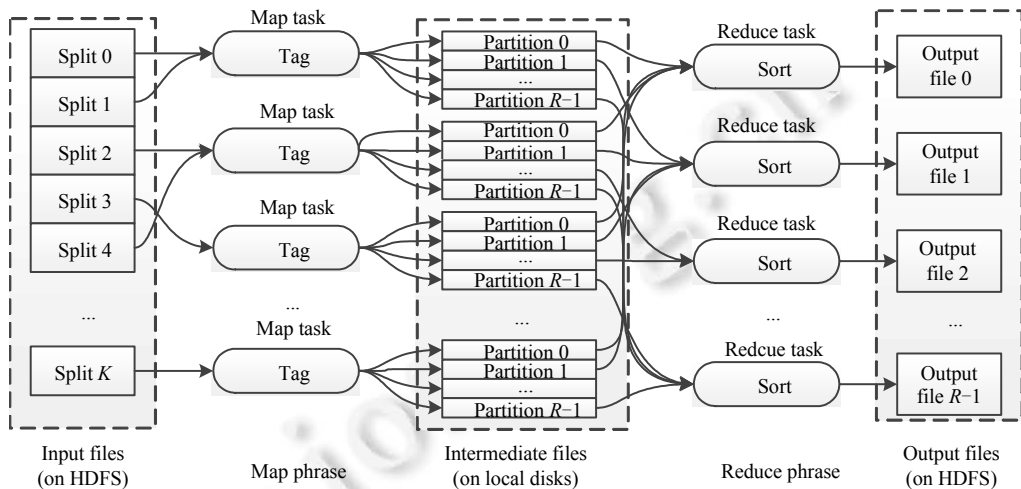 Split 0
Split 1
Split 2
Split 3
Split 4
...
Split K
Input files
(on HDFS)
Map task
Tag
Map task
Tag
Map task
Tag
...
Map task
Tag
Map phrase
Partition 0
Partition 1
...
Partition R−1
Partition 0
Partition 1
...
Partition R−1
Partition 0
Partition 1
...
Partition R−1
...
Partition 0
Partition 1
...
Partition R−1
Intermediate files
(on local disks)
Reduce task
Sort
Reduce task
Sort
Reduce task
Sort
...
Redcue task
Sort
Reduce phrase
Output
file 0
Output
file 1
Output
file 2
...
Output
file R−1
Output files
(on HDFS)